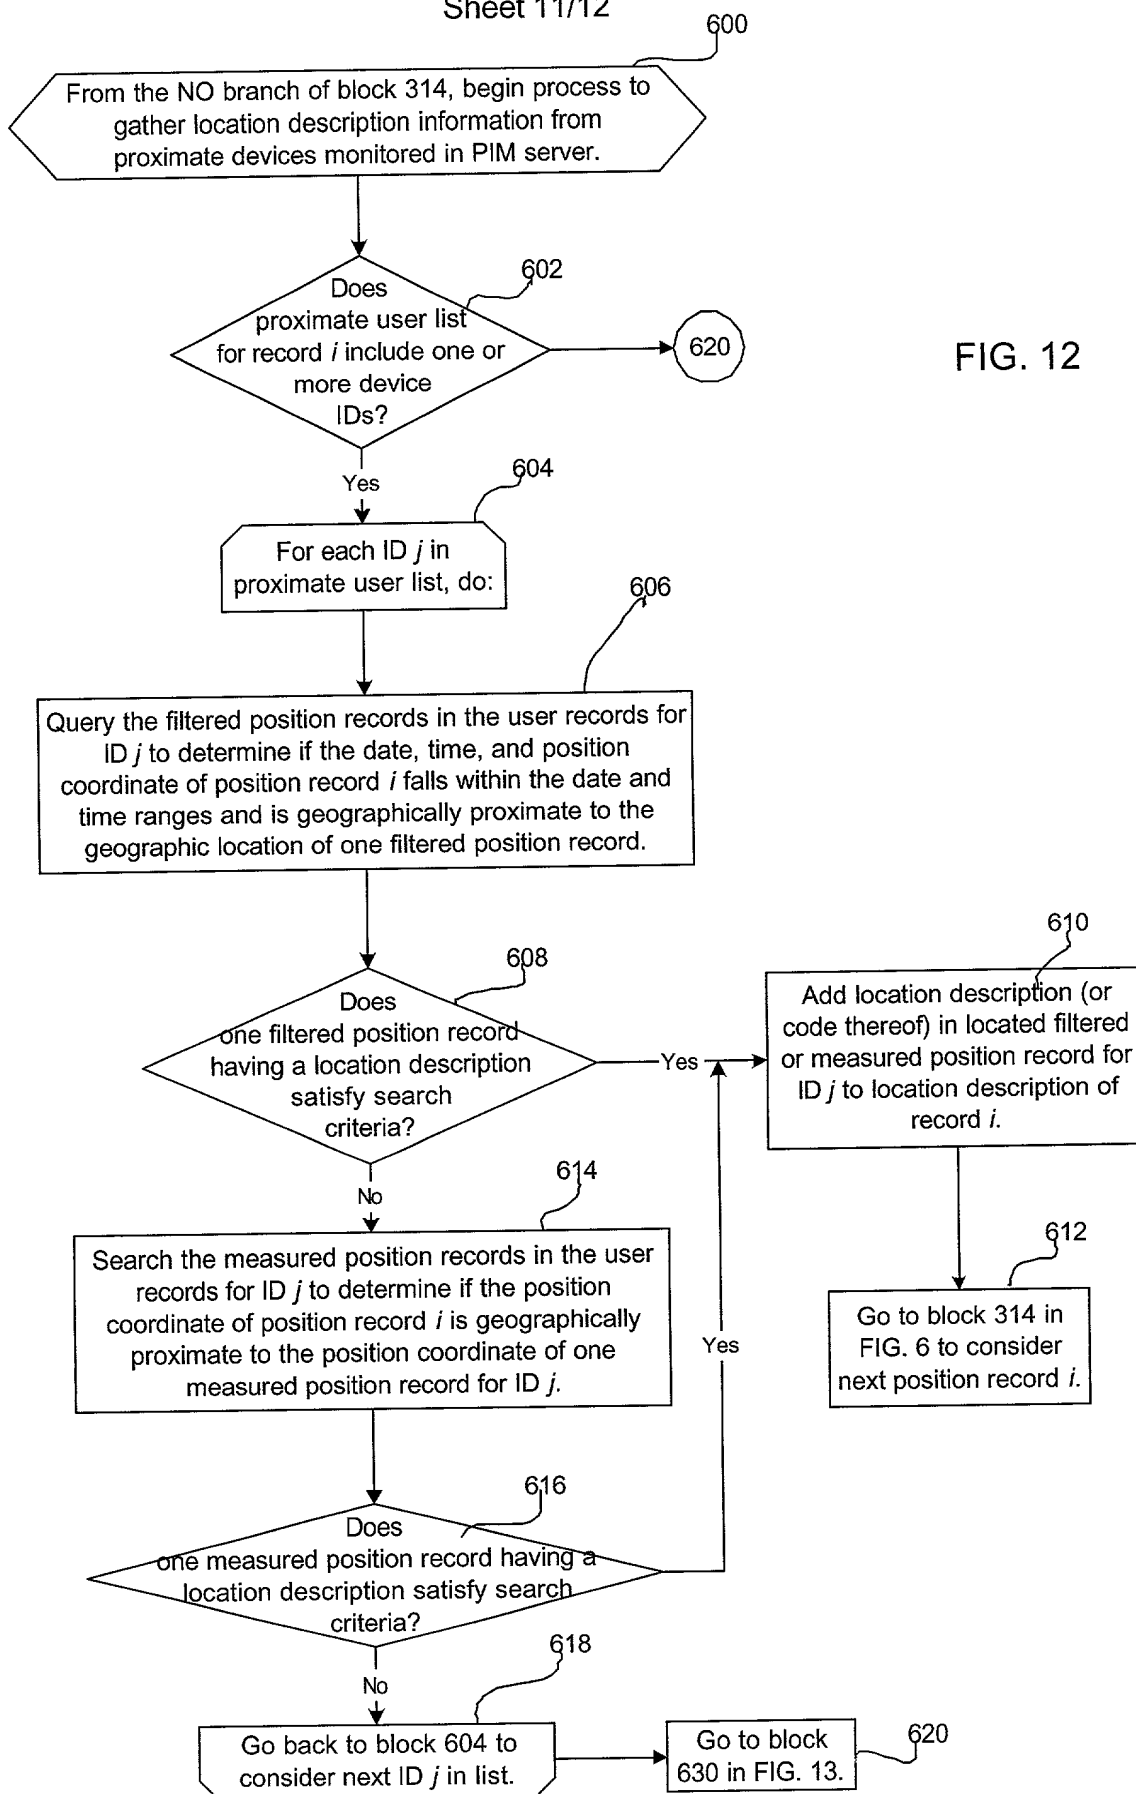 Sheet 11/12
600
From the NO branch of block 314, begin process to
gather location description information from
proximate devices monitored in PIM server.
602
Does
proximate user list
for record i include one or
more device
IDs?
620
FIG. 12
Yes
604
For each ID j in
proximate user list, do:
606
Query the filtered position records in the user records for
ID j to determine if the date, time, and position
coordinate of position record i falls within the date and
time ranges and is geographically proximate to the
geographic location of one filtered position record.
608
Does
one filtered position record
having a location description
satisfy search
criteria?
Yes
610
Add location description (or
code thereof) in located filtered
or measured position record for
ID j to location description of
record i.
No
614
Search the measured position records in the user
records for ID j to determine if the position
coordinate of position record i is geographically
proximate to the position coordinate of one
measured position record for ID j.
Yes
612
Go to block 314 in
FIG. 6 to consider
next position record i.
616
Does
one measured position record having a
location description satisfy search
criteria?
No
618
Go back to block 604 to
consider next ID j in list.
Go to block
630 in FIG. 13.
620